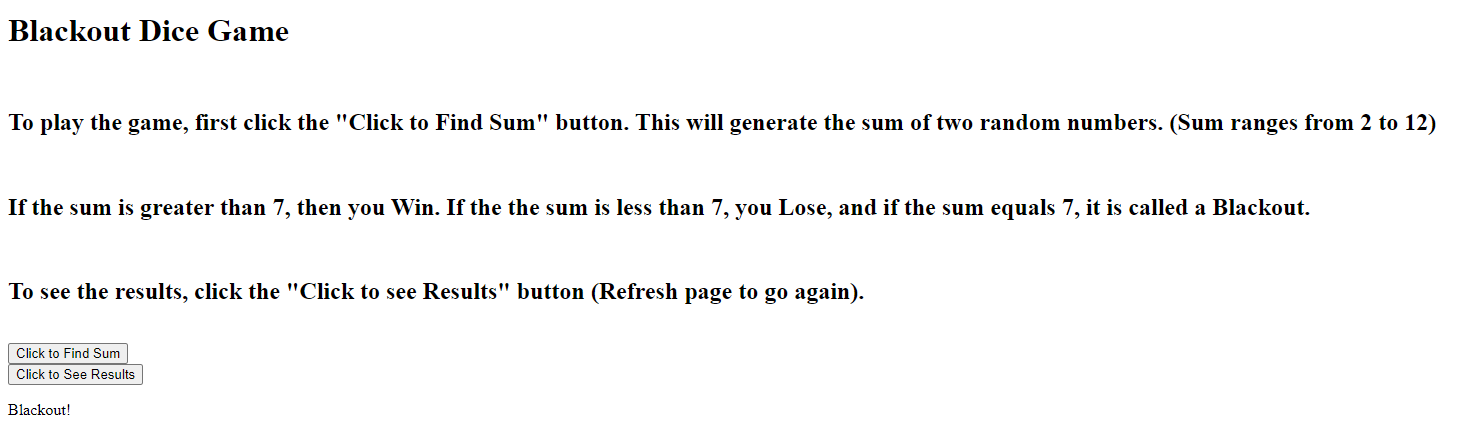 Blackout Dice Game
To play the game, first click the "Click to Find Sum" button. This will generate the sum of two random numbers. (Sum ranges from 2 to 12)
If the sum is greater than 7, then you Win. If the the sum is less than 7, you Lose, and if the sum equals 7, it is called a Blackout.
To see the results, click the "Click to see Results" button (Refresh page to go again).
Click to Find Sum
Click to See Results
Blackout!